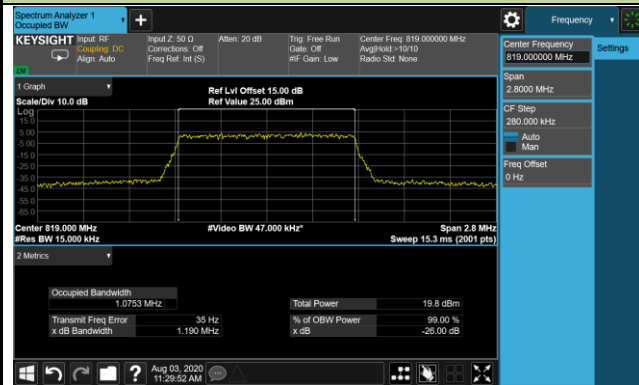 Spectrum Analyzer 1
Occupied BW
Frequency
KEYSIGHT
Input: RF
Coupling: DC
Align: Auto
Input Z: 50 Ω
Corrections: Off
Freq Ref: Int (S)
Atten: 20 dB
Trig: Free Run
Gate: Off
#IF Gain: Low
Center Freq: 819.000000 MHz
Avg|Hold:>10/10
Radio Std: None
Center Frequency
819.000000 MHz
Settings
Span
2.8000 MHz
CF Step
280.000 kHz
Auto
Man
Freq Offset
0 Hz
1 Graph
Scale/Div 10.0 dB
Ref Lvl Offset 15.00 dB
Ref Value 25.00 dBm
Log
15.0
5.00
-5.00
-15.0
-25.0
-35.0
-45.0
-55.0
-65.0
Center 819.000 MHz
#Res BW 15.000 kHz
#Video BW 47.000 kHz*
Span 2.8 MHz
Sweep 15.3 ms (2001 pts)
2 Metrics
Occupied Bandwidth
1.0753 MHz
Total Power 19.8 dBm
Transmit Freq Error 35 Hz
% of OBW Power 99.00 %
x dB Bandwidth 1.190 MHz
x dB -26.00 dB
Aug 03, 2020
11:29:52 AM